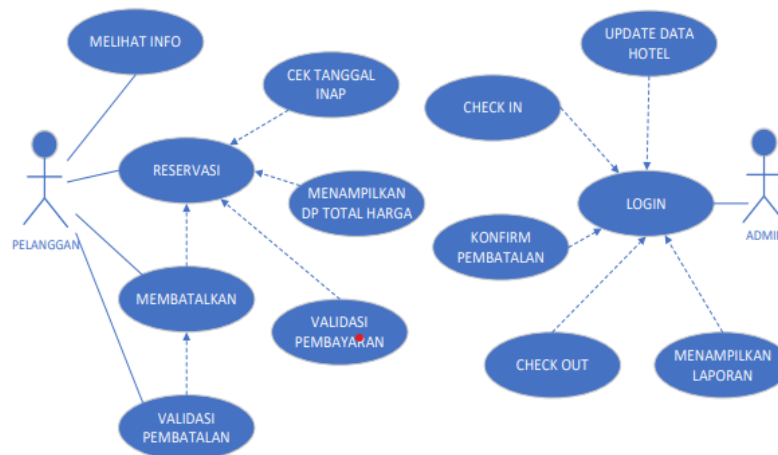 MELIHAT INFO
UPDATE DATA
HOTEL
CEK TANGGAL
INAP
CHECK IN
RESERVASI
MENAMPILKAN
DP TOTAL HARGA
LOGIN
PELANGGAN
KONFIRM
PEMBATALAN
ADMIN
MEMBATALKAN
VALIDASI
PEMBAYARAN
CHECK OUT
MENAMPILKAN
LAPORAN
VALIDASI
PEMBATALAN